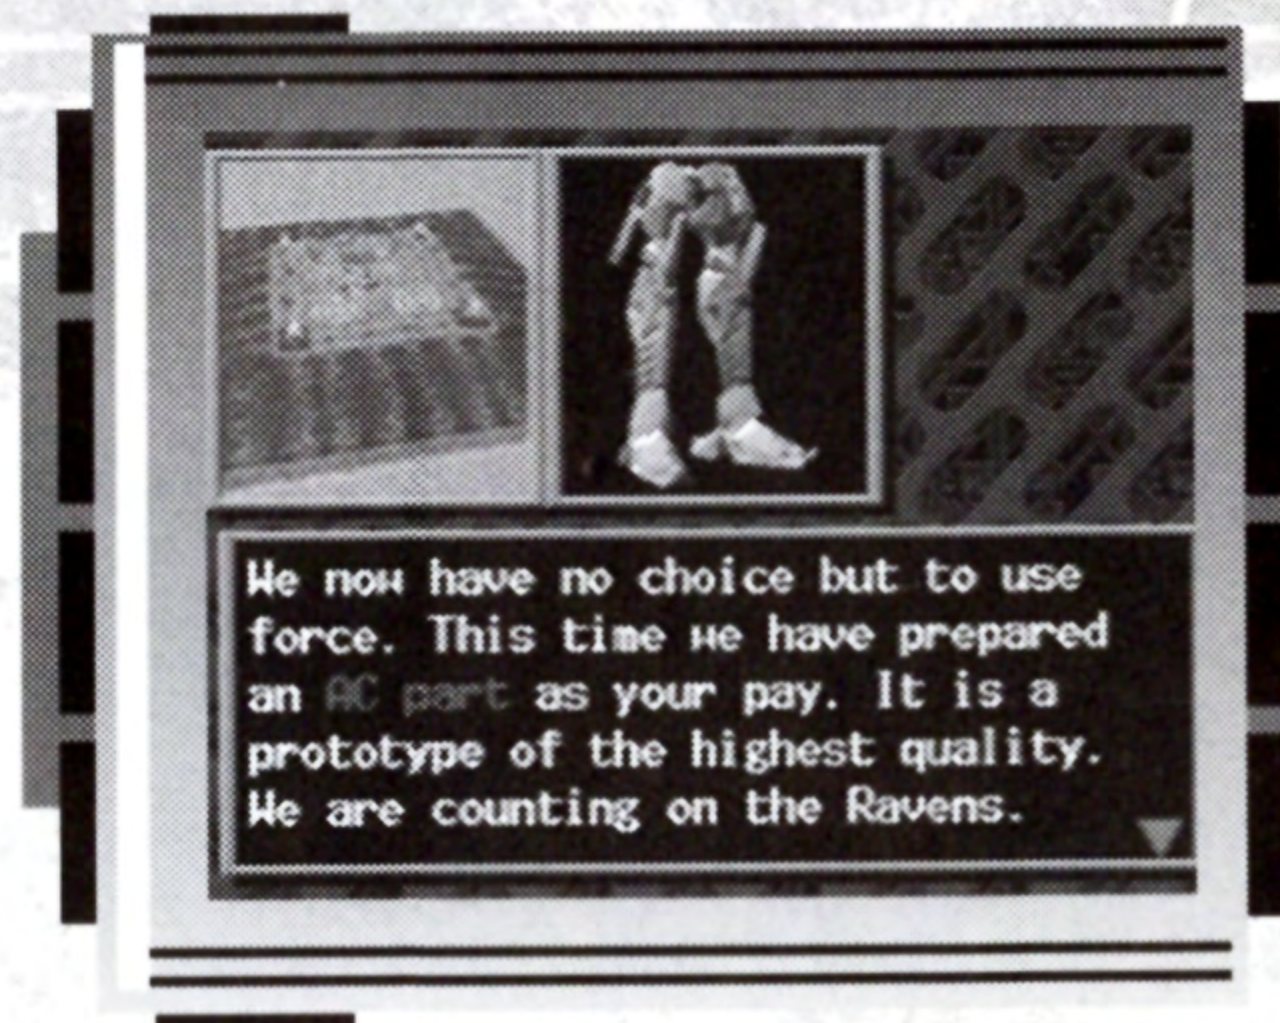 We now have no choice but to use
force. This time we have prepared
an AC part as your pay. It is a
prototype of the highest quality.
We are counting on the Ravens.